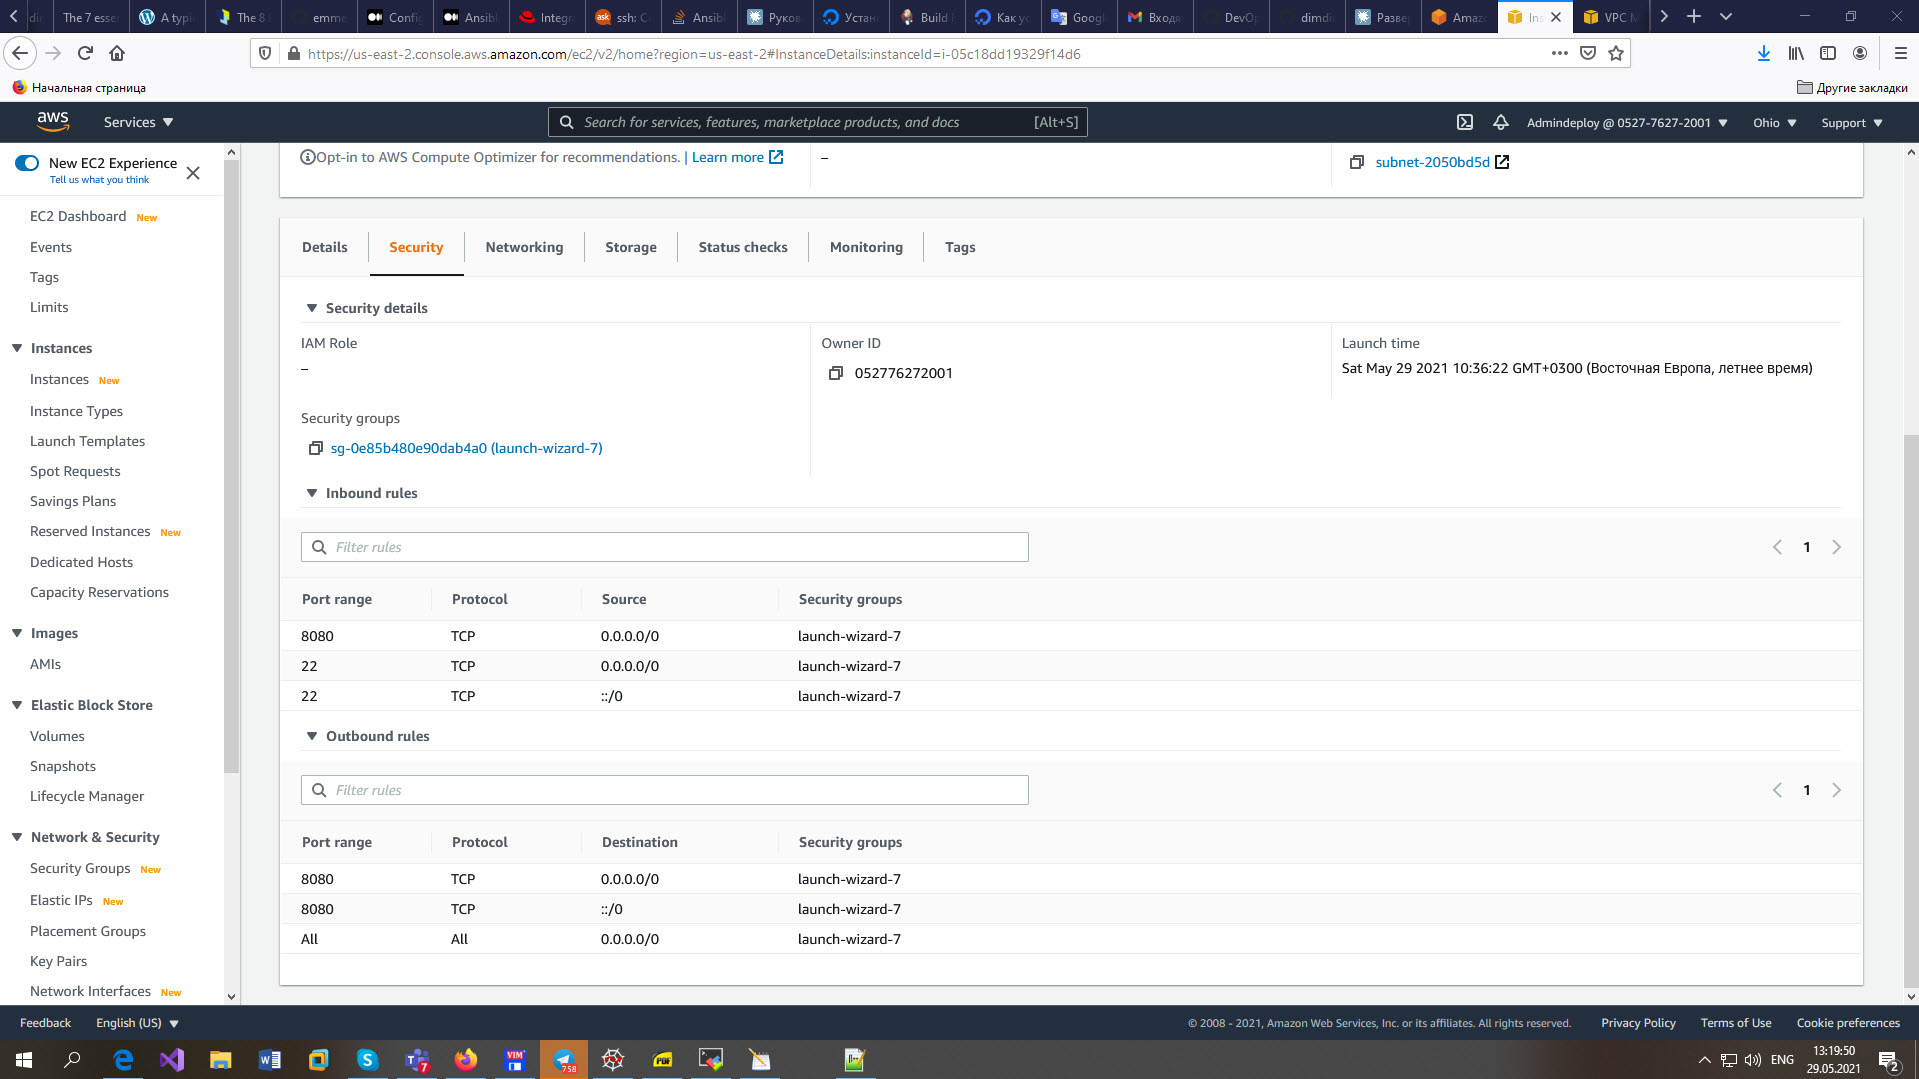 The 7 esser
A typi
The 8
emme
Config
Ansibl
Integra
ssh: C
Ansibl
Руков
Устан
Build
Как ус
Google
Входя
DevOp
dimdi
Разве
Amaz
Ins
VPC M
https://us-east-2.console.aws.amazon.com/ec2/v2/home?region=us-east-2#InstanceDetails:instanceId=i-05c18dd19329f14d6
Начальная страница
Другие закладки
aws
Services
Search for services, features, marketplace products, and docs [Alt+S]
Admindeploy @ 0527-7627-2001
Ohio
Support
New EC2 Experience
Tell us what you think
EC2 Dashboard New
Events
Tags
Limits
Instances
Instances New
Instance Types
Launch Templates
Spot Requests
Savings Plans
Reserved Instances New
Dedicated Hosts
Capacity Reservations
Images
AMIs
Elastic Block Store
Volumes
Snapshots
Lifecycle Manager
Network & Security
Security Groups New
Elastic IPs New
Placement Groups
Key Pairs
Network Interfaces New
Opt-in to AWS Compute Optimizer for recommendations. | Learn more
–
subnet-2050bd5d
Details
Security
Networking
Storage
Status checks
Monitoring
Tags
Security details
IAM Role
–
Owner ID
052776272001
Launch time
Sat May 29 2021 10:36:22 GMT+0300 (Восточная Европа, летнее время)
Security groups
sg-0e85b480e90dab4a0 (launch-wizard-7)
Inbound rules
Filter rules
1
Port range Protocol Source Security groups
8080 TCP 0.0.0.0/0 launch-wizard-7
22 TCP 0.0.0.0/0 launch-wizard-7
22 TCP ::/0 launch-wizard-7
Outbound rules
Filter rules
1
Port range Protocol Destination Security groups
8080 TCP 0.0.0.0/0 launch-wizard-7
8080 TCP ::/0 launch-wizard-7
All All 0.0.0.0/0 launch-wizard-7
Feedback
English (US)
© 2008 - 2021, Amazon Web Services, Inc. or its affiliates. All rights reserved.
Privacy Policy
Terms of Use
Cookie preferences
7
VIM
758
PDF
ENG
13:19:50
29.05.2021
2